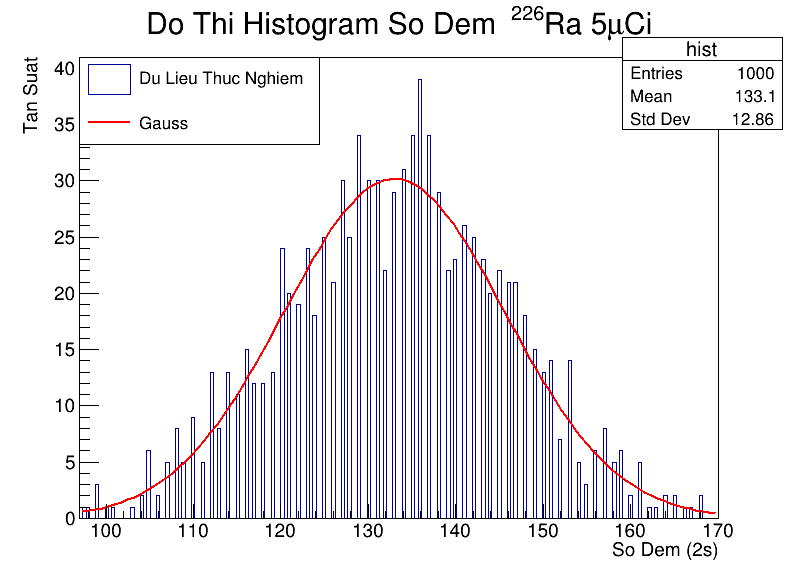 Do Thi Histogram So Dem ²²⁶Ra 5μCi
hist
Entries 1000
Mean 133.1
Std Dev 12.86
Du Lieu Thuc Nghiem
Gauss
Tan Suat
40
35
30
25
20
15
10
5
0
100 110 120 130 140 150 160 170
So Dem (2s)